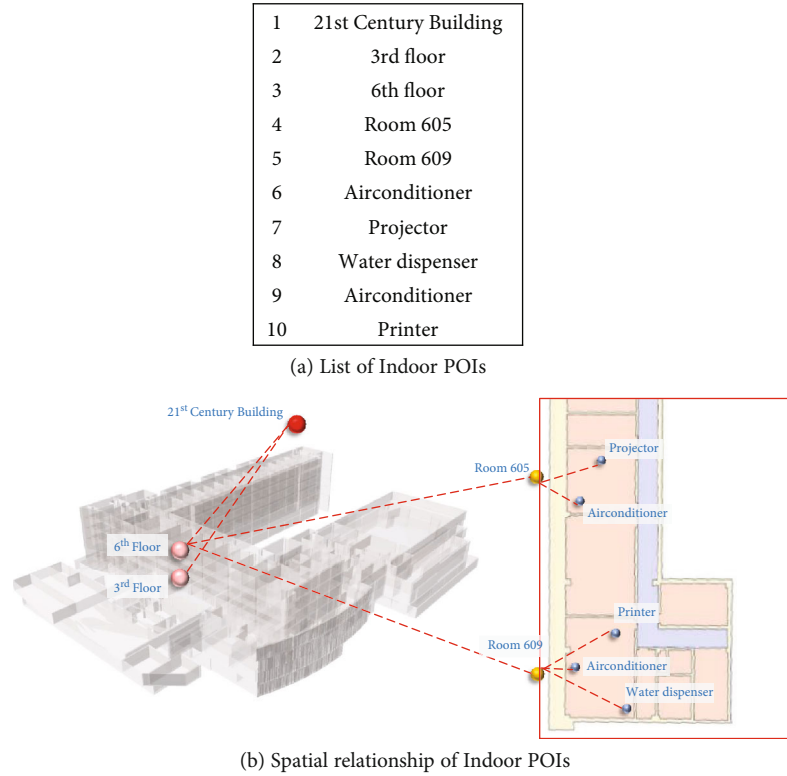 1 21st Century Building
2 3rd floor
3 6th floor
4 Room 605
5 Room 609
6 Airconditioner
7 Projector
8 Water dispenser
9 Airconditioner
10 Printer
(a) List of Indoor POIs
21st Century Building
Projector
Room 605
Airconditioner
6th Floor
3rd Floor
Printer
Room 609
Airconditioner
Water dispenser
(b) Spatial relationship of Indoor POIs